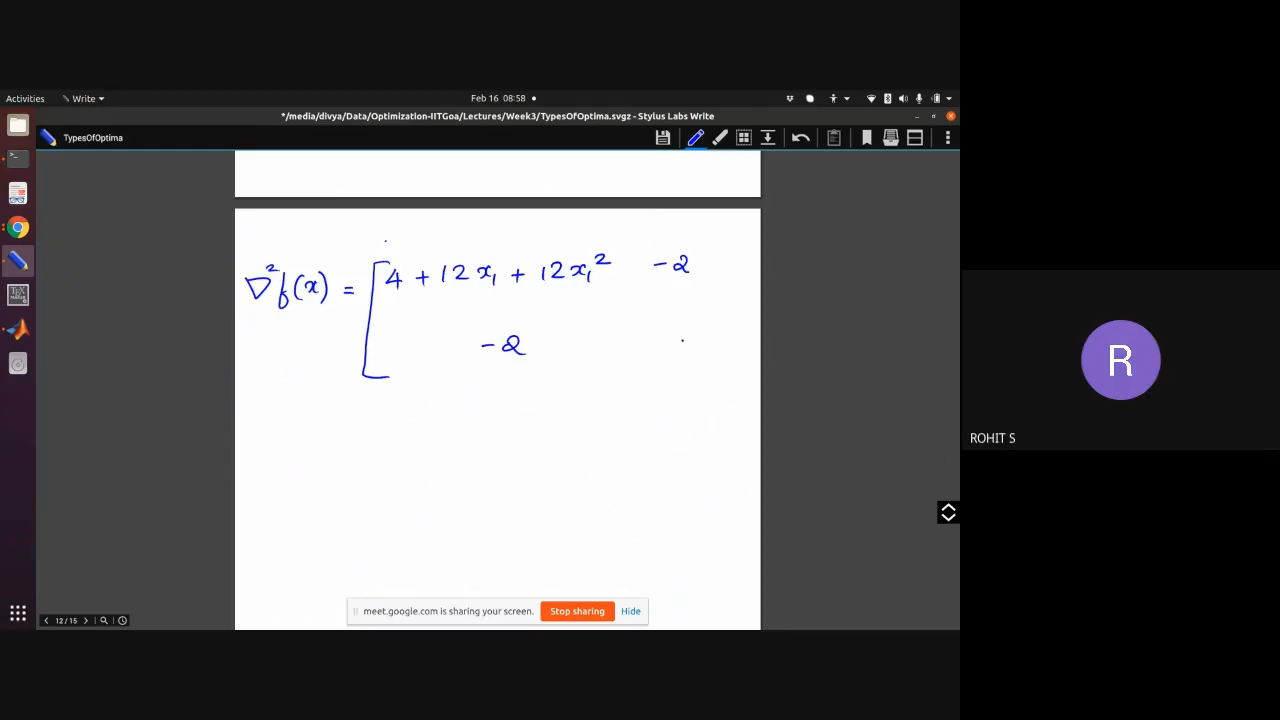 Activities Write Feb 16 08:58
*/media/divya/Data/Optimization-IITGoa/Lectures/Week3/TypesOfOptima.svgz - Stylus Labs Write
TypesOfOptima
∇²f(x) = [ 4 + 12x₁ + 12x₁² -2
-2
R
ROHIT S
meet.google.com is sharing your screen. Stop sharing Hide
12/15